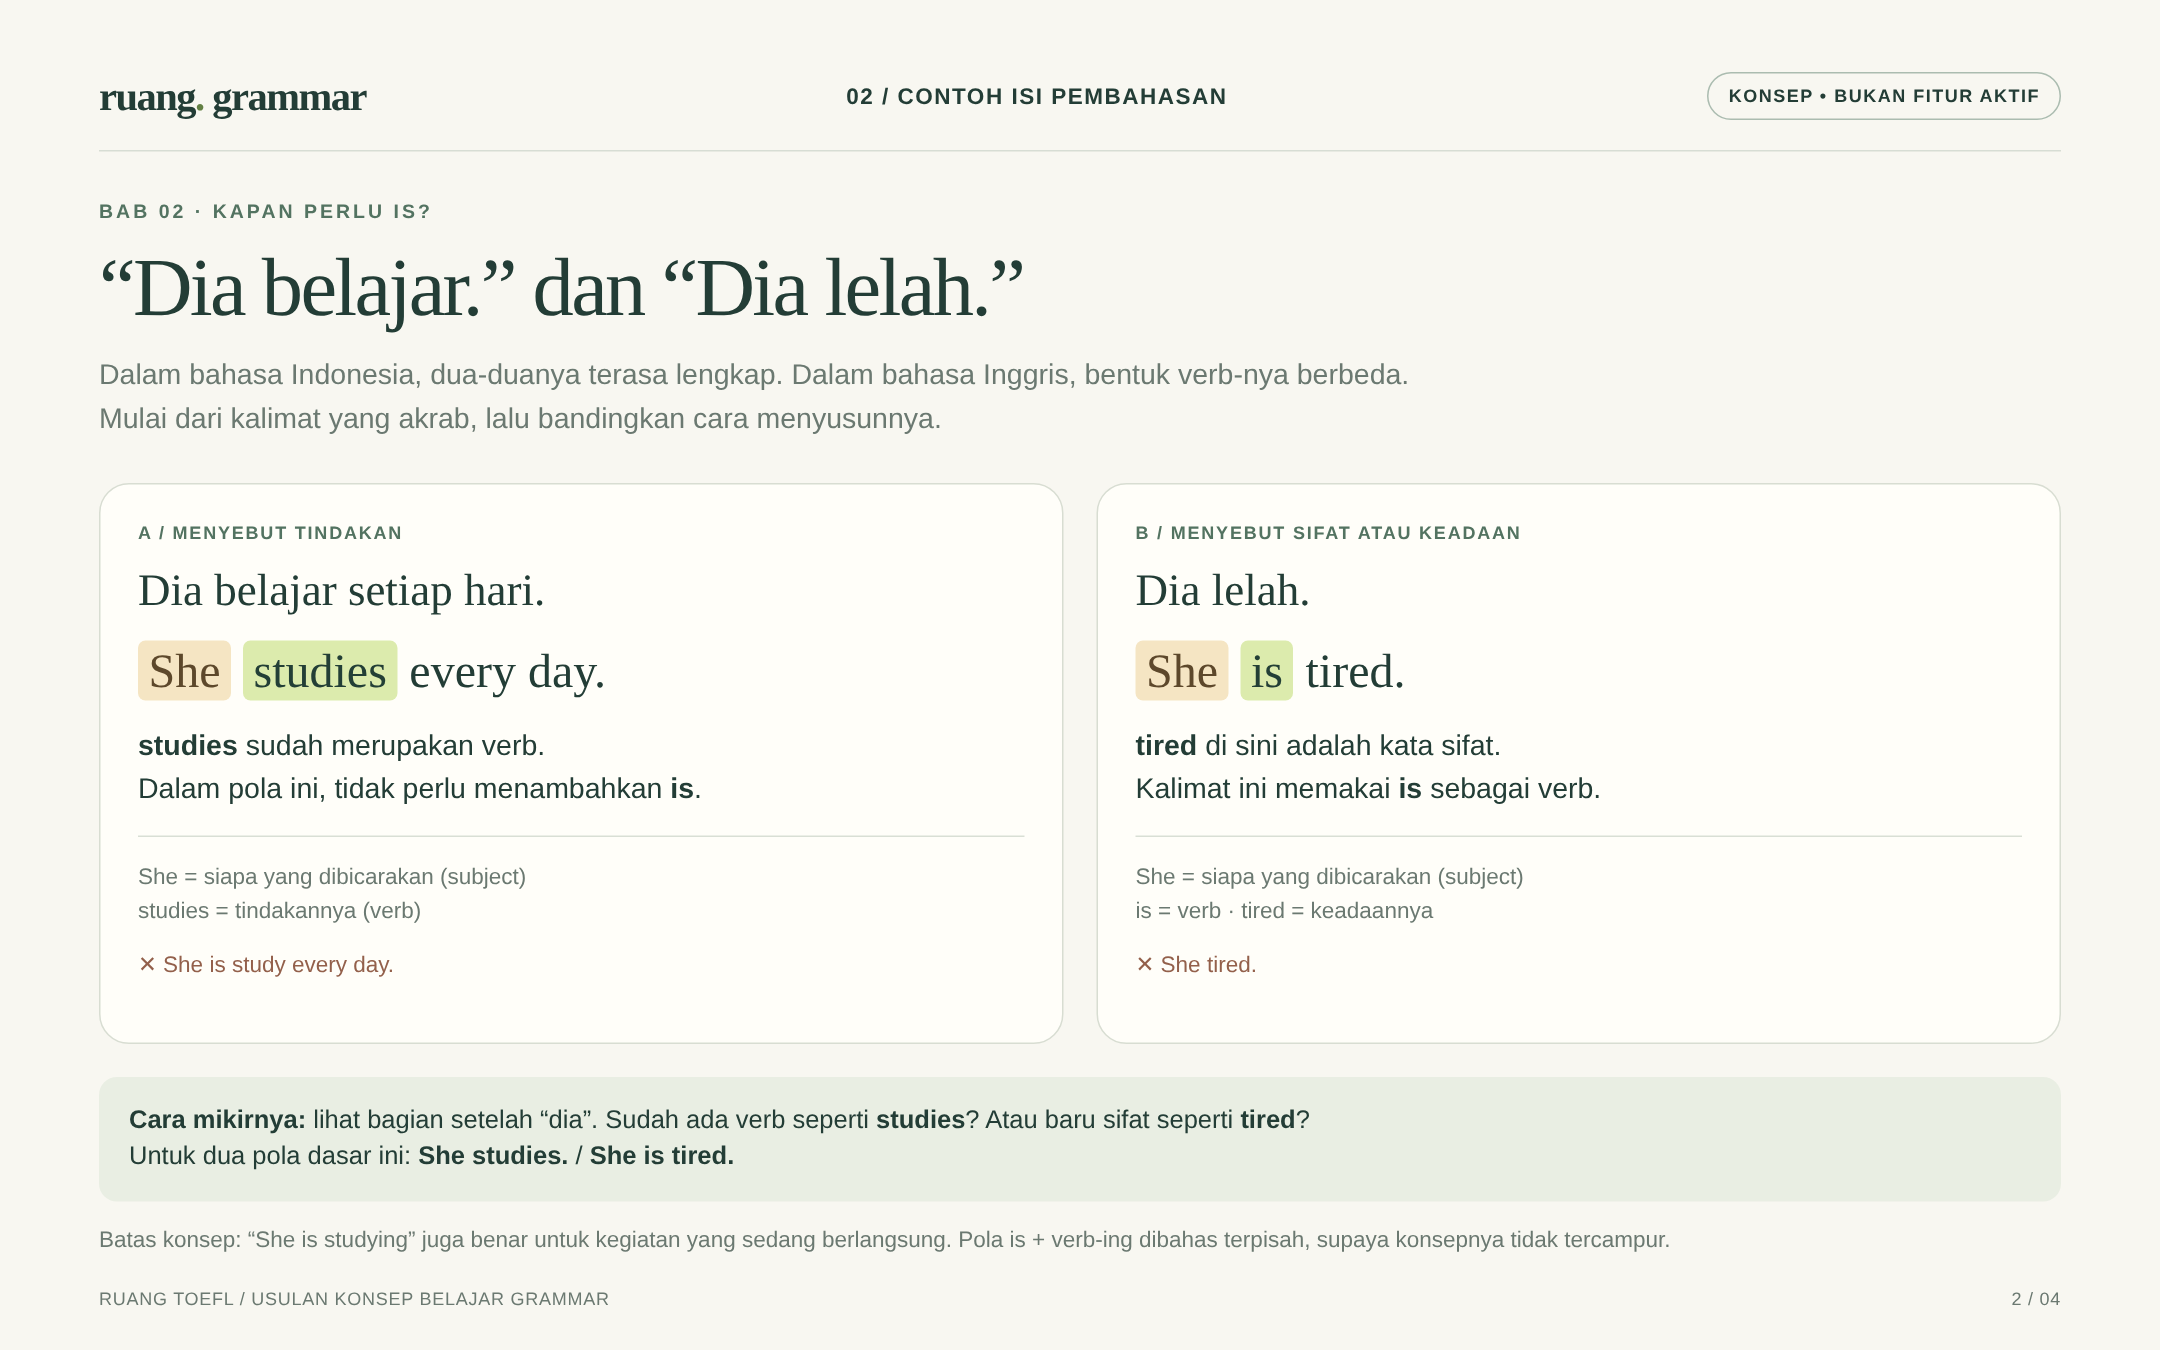 ruang. grammar
02 / CONTOH ISI PEMBAHASAN
KONSEP • BUKAN FITUR AKTIF
BAB 02 · KAPAN PERLU IS?
“Dia belajar.” dan “Dia lelah.”
Dalam bahasa Indonesia, dua-duanya terasa lengkap. Dalam bahasa Inggris, bentuk verb-nya berbeda.
Mulai dari kalimat yang akrab, lalu bandingkan cara menyusunnya.
A / MENYEBUT TINDAKAN
Dia belajar setiap hari.
She studies every day.
studies sudah merupakan verb.
Dalam pola ini, tidak perlu menambahkan is.
She = siapa yang dibicarakan (subject)
studies = tindakannya (verb)
✕ She is study every day.
B / MENYEBUT SIFAT ATAU KEADAAN
Dia lelah.
She is tired.
tired di sini adalah kata sifat.
Kalimat ini memakai is sebagai verb.
She = siapa yang dibicarakan (subject)
is = verb · tired = keadaannya
✕ She tired.
Cara mikirnya: lihat bagian setelah “dia”. Sudah ada verb seperti studies? Atau baru sifat seperti tired?
Untuk dua pola dasar ini: She studies. / She is tired.
Batas konsep: “She is studying” juga benar untuk kegiatan yang sedang berlangsung. Pola is + verb-ing dibahas terpisah, supaya konsepnya tidak tercampur.
RUANG TOEFL / USULAN KONSEP BELAJAR GRAMMAR
2 / 04